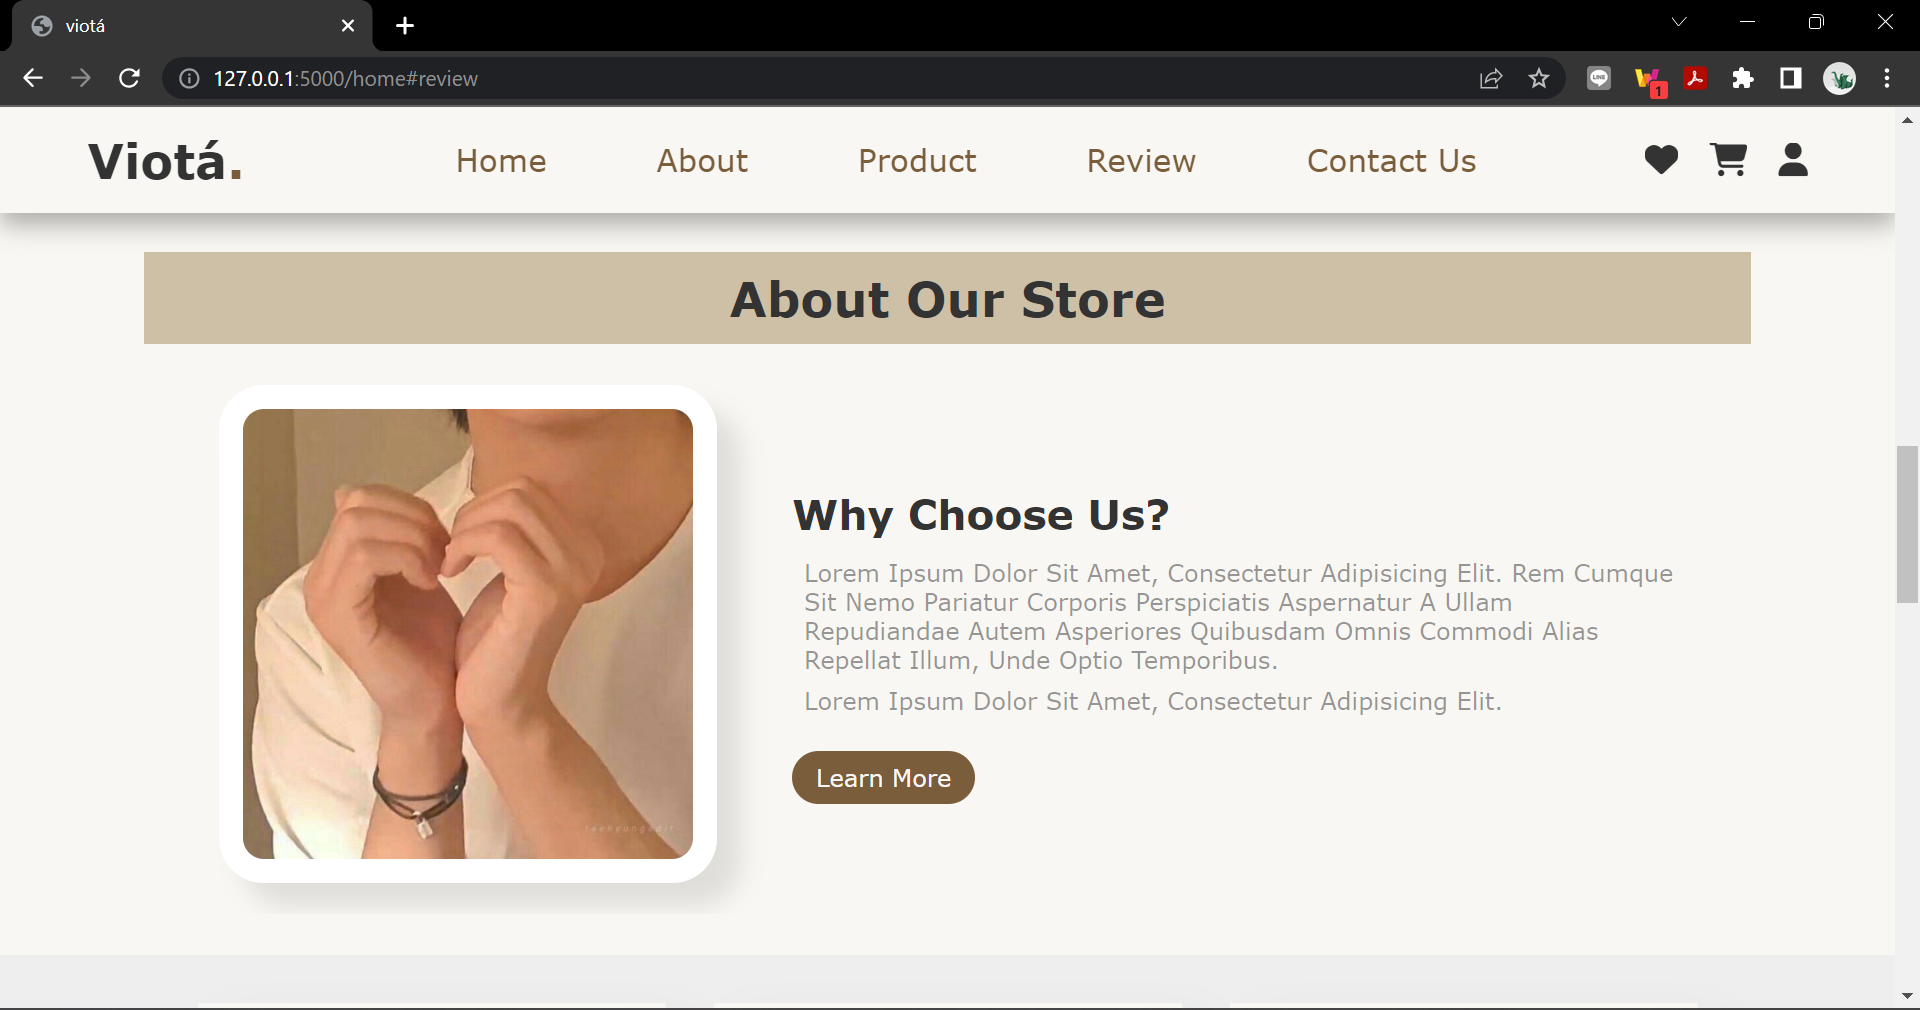 viotá
127.0.0.1:5000/home#review
LINE
1
Viotá.
Home
About
Product
Review
Contact Us
About Our Store
Why Choose Us?
Lorem Ipsum Dolor Sit Amet, Consectetur Adipisicing Elit. Rem Cumque
Sit Nemo Pariatur Corporis Perspiciatis Aspernatur A Ullam
Repudiandae Autem Asperiores Quibusdam Omnis Commodi Alias
Repellat Illum, Unde Optio Temporibus.
Lorem Ipsum Dolor Sit Amet, Consectetur Adipisicing Elit.
Learn More